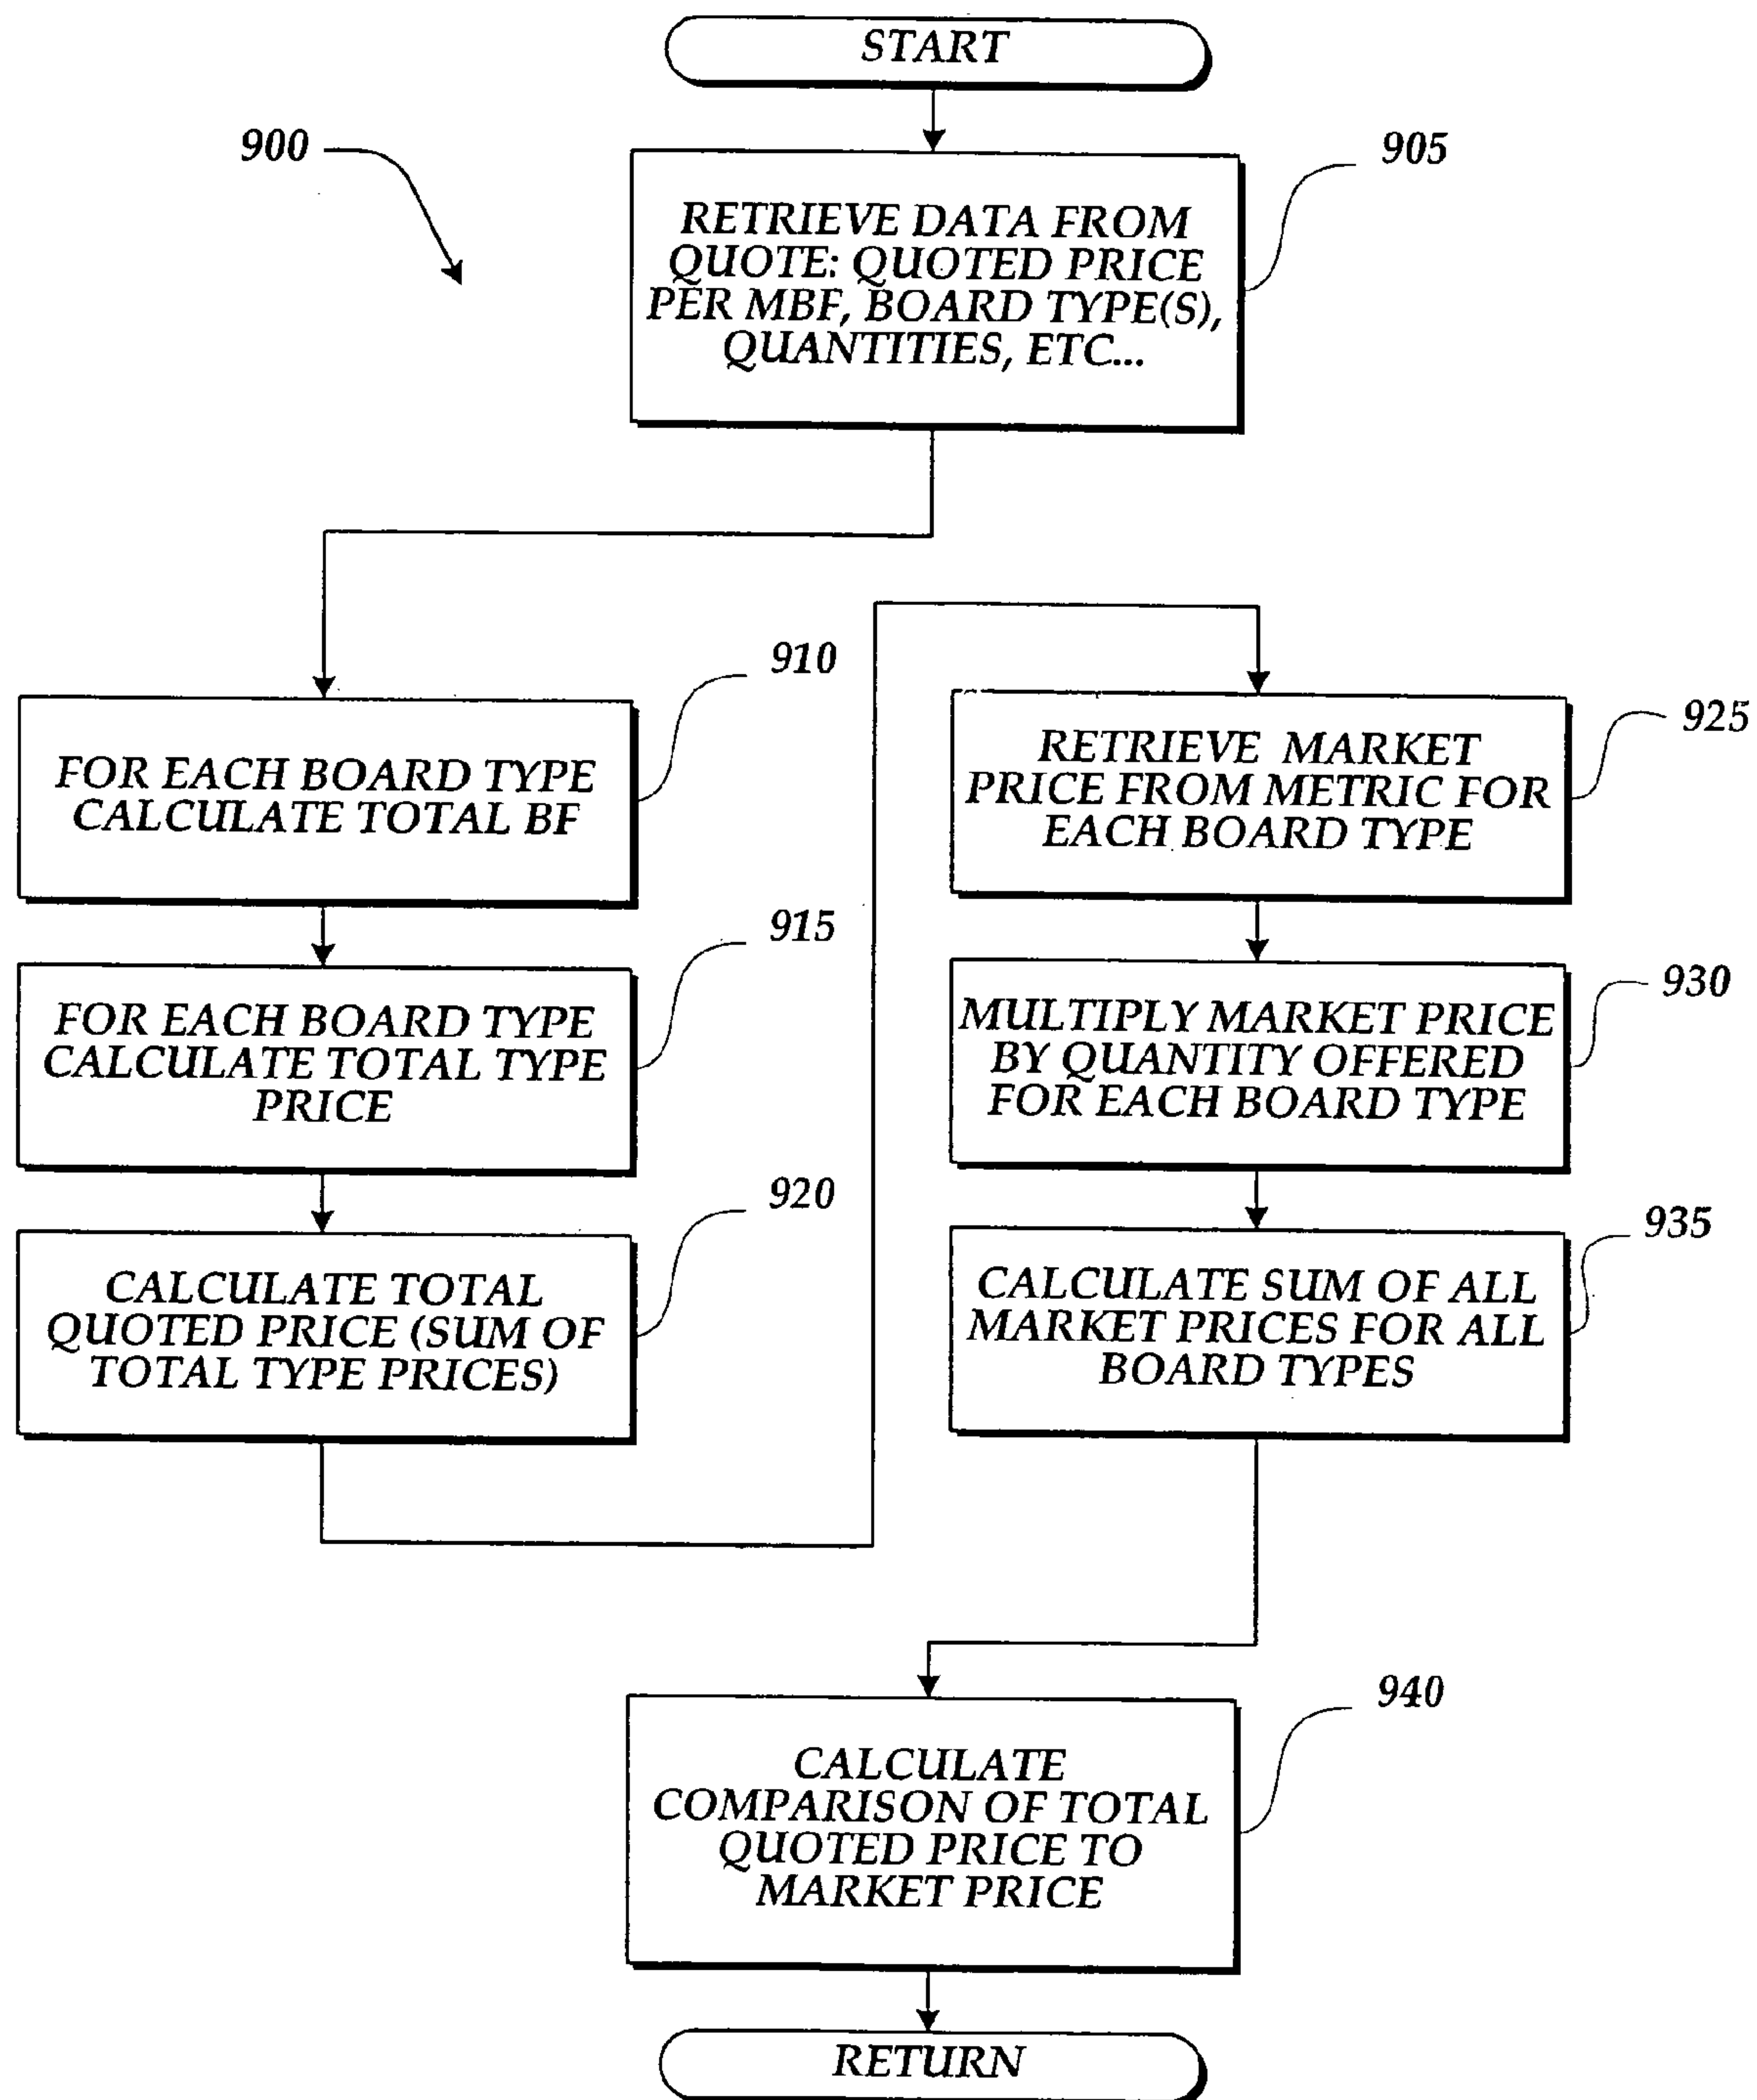 START
900
905
RETRIEVE DATA FROM
QUOTE: QUOTED PRICE
PER MBF, BOARD TYPE(S),
QUANTITIES, ETC...
910
FOR EACH BOARD TYPE
CALCULATE TOTAL BF
915
FOR EACH BOARD TYPE
CALCULATE TOTAL TYPE
PRICE
920
CALCULATE TOTAL
QUOTED PRICE (SUM OF
TOTAL TYPE PRICES)
925
RETRIEVE MARKET
PRICE FROM METRIC FOR
EACH BOARD TYPE
930
MULTIPLY MARKET PRICE
BY QUANTITY OFFERED
FOR EACH BOARD TYPE
935
CALCULATE SUM OF ALL
MARKET PRICES FOR ALL
BOARD TYPES
940
CALCULATE
COMPARISON OF TOTAL
QUOTED PRICE TO
MARKET PRICE
RETURN